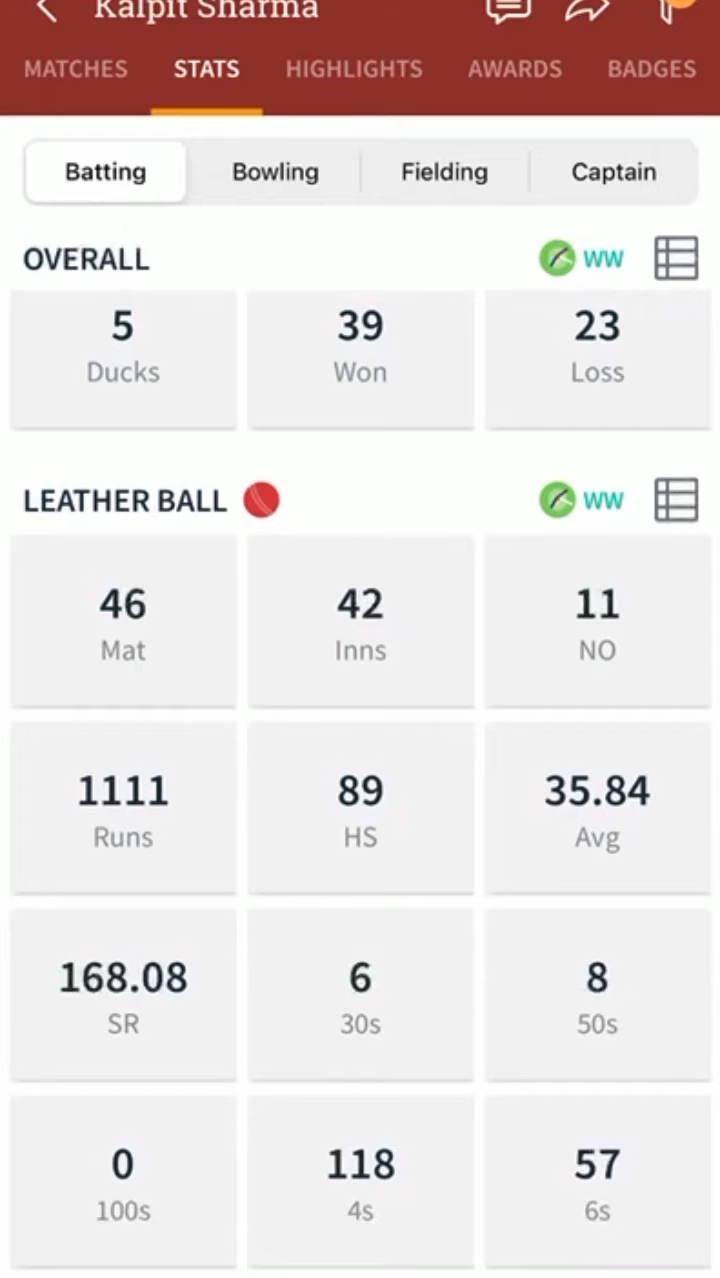 Kalpit Sharma
MATCHES STATS HIGHLIGHTS AWARDS BADGES
Batting Bowling Fielding Captain
OVERALL WW
5 39 23
Ducks Won Loss
LEATHER BALL WW
46 42 11
Mat Inns NO
1111 89 35.84
Runs HS Avg
168.08 6 8
SR 30s 50s
0 118 57
100s 4s 6s